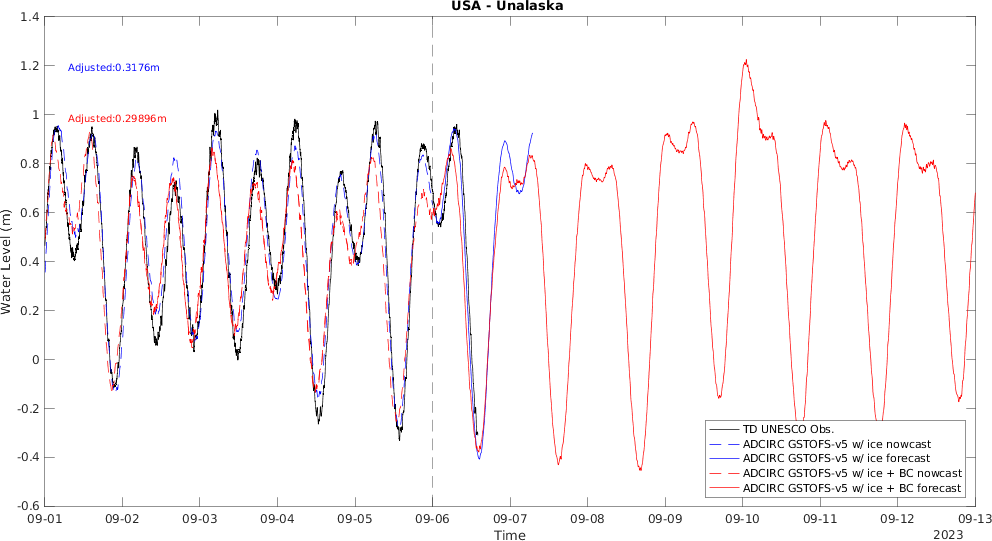 USA - Unalaska
1.4
1.2
1
0.8
0.6
0.4
0.2
0
-0.2
-0.4
-0.6
Water Level (m)
Adjusted:0.3176m
Adjusted:0.29896m
TD UNESCO Obs.
ADCIRC GSTOFS-v5 w/ ice nowcast
ADCIRC GSTOFS-v5 w/ ice forecast
ADCIRC GSTOFS-v5 w/ ice + BC nowcast
ADCIRC GSTOFS-v5 w/ ice + BC forecast
09-01 09-02 09-03 09-04 09-05 09-06 09-07 09-08 09-09 09-10 09-11 09-12 09-13
Time
2023